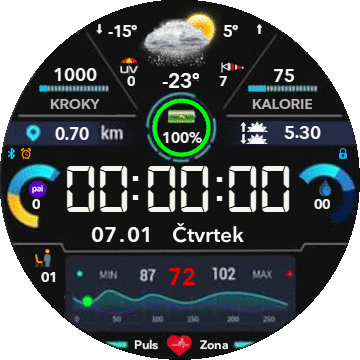 -15° 5°
UV
0 -23° 7
1000 75
KROKY KALORIE
100%
0.70 km 5.30
00:00:00
pai
0 00
07.01 Čtvrtek
01
MIN 87 72 102 MAX
0 50 100 150 200 250
Puls Zona